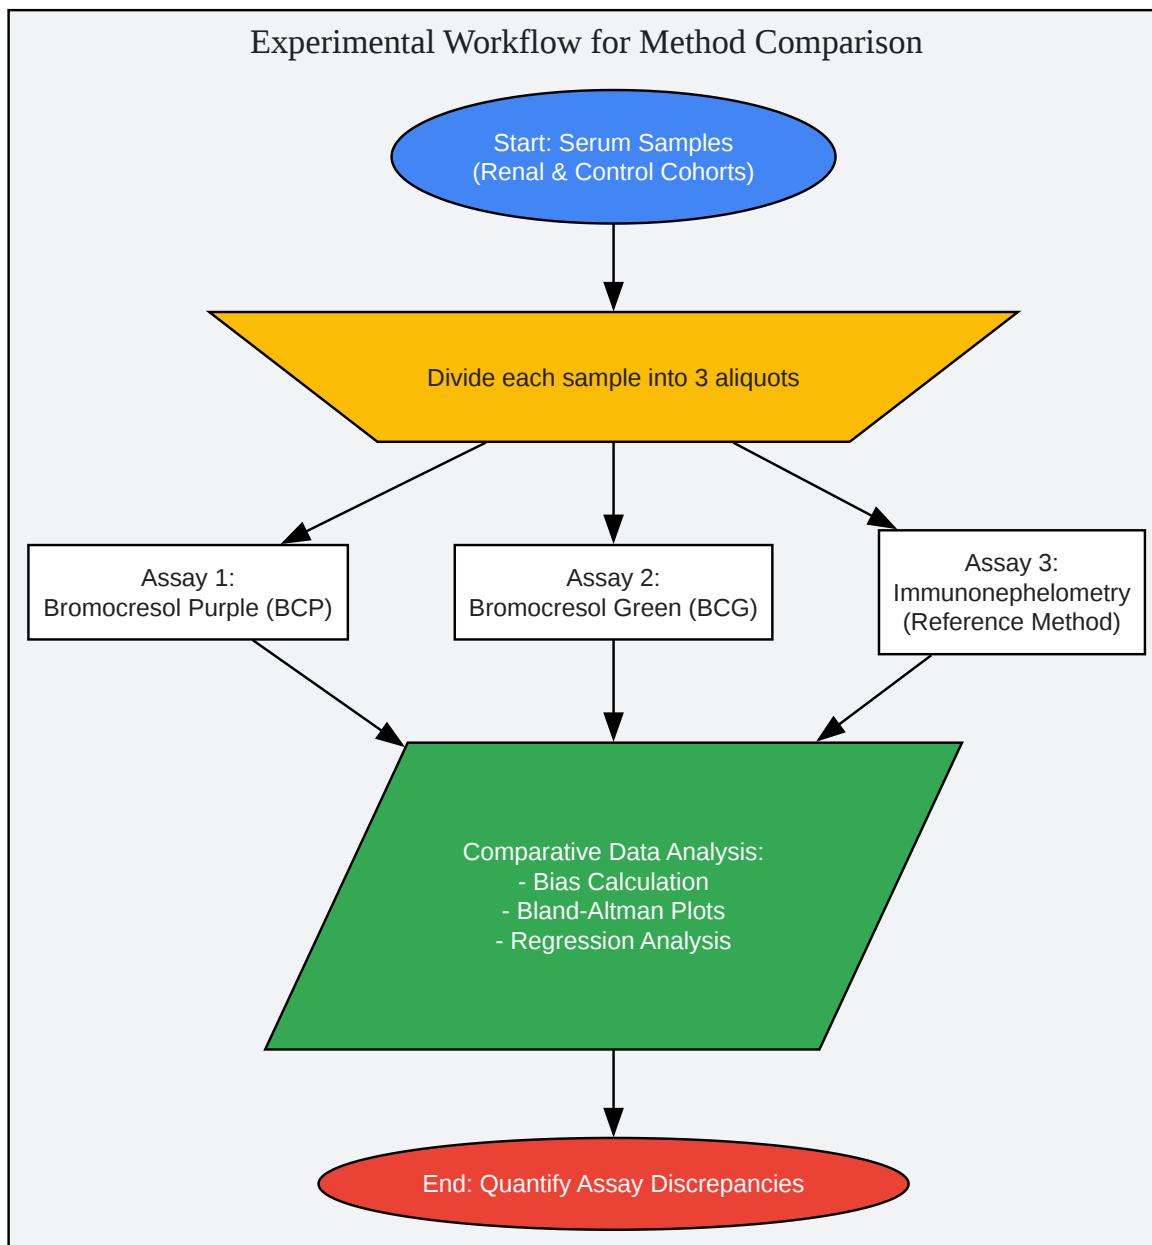 Experimental Workflow for Method Comparison
Start: Serum Samples
(Renal & Control Cohorts)
Divide each sample into 3 aliquots
Assay 1:
Bromocresol Purple (BCP)
Assay 2:
Bromocresol Green (BCG)
Assay 3:
Immunonephelometry
(Reference Method)
Comparative Data Analysis:
- Bias Calculation
- Bland-Altman Plots
- Regression Analysis
End: Quantify Assay Discrepancies